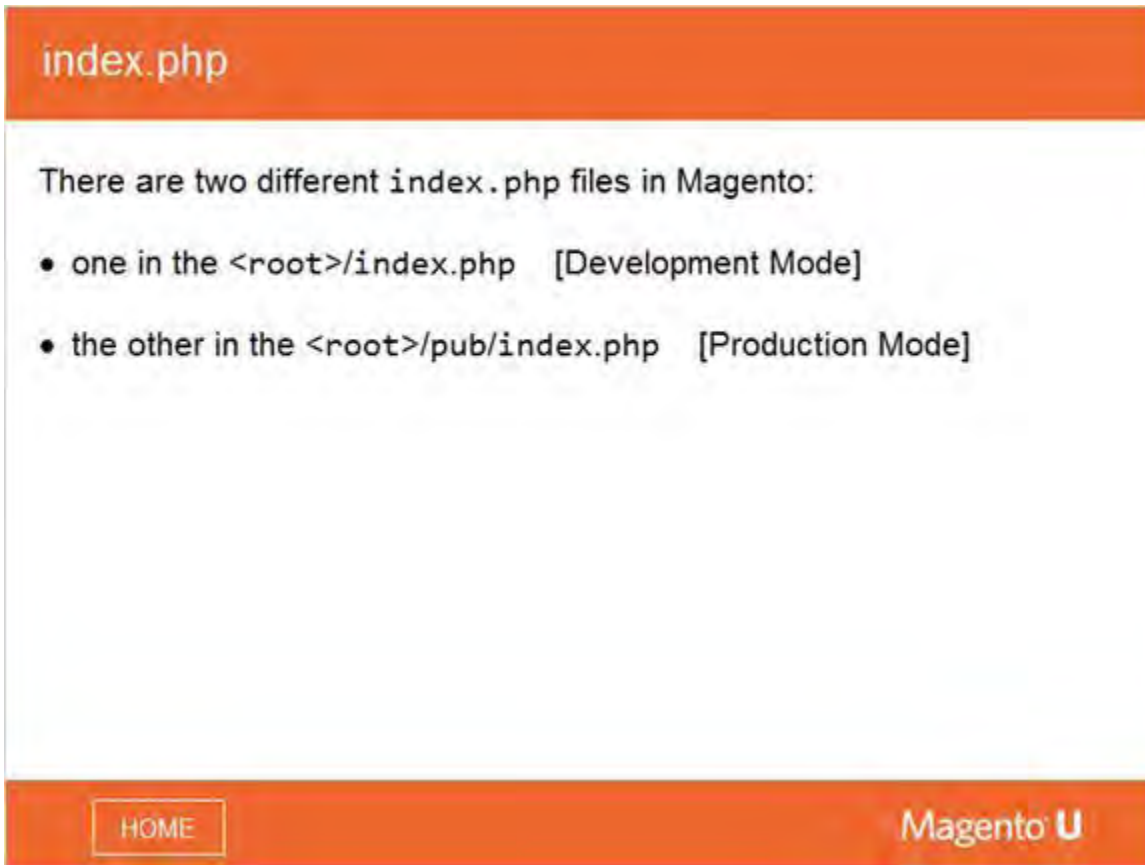 index.php
There are two different index.php files in Magento:
• one in the <root>/index.php [Development Mode]
• the other in the <root>/pub/index.php [Production Mode]
HOME
Magento U